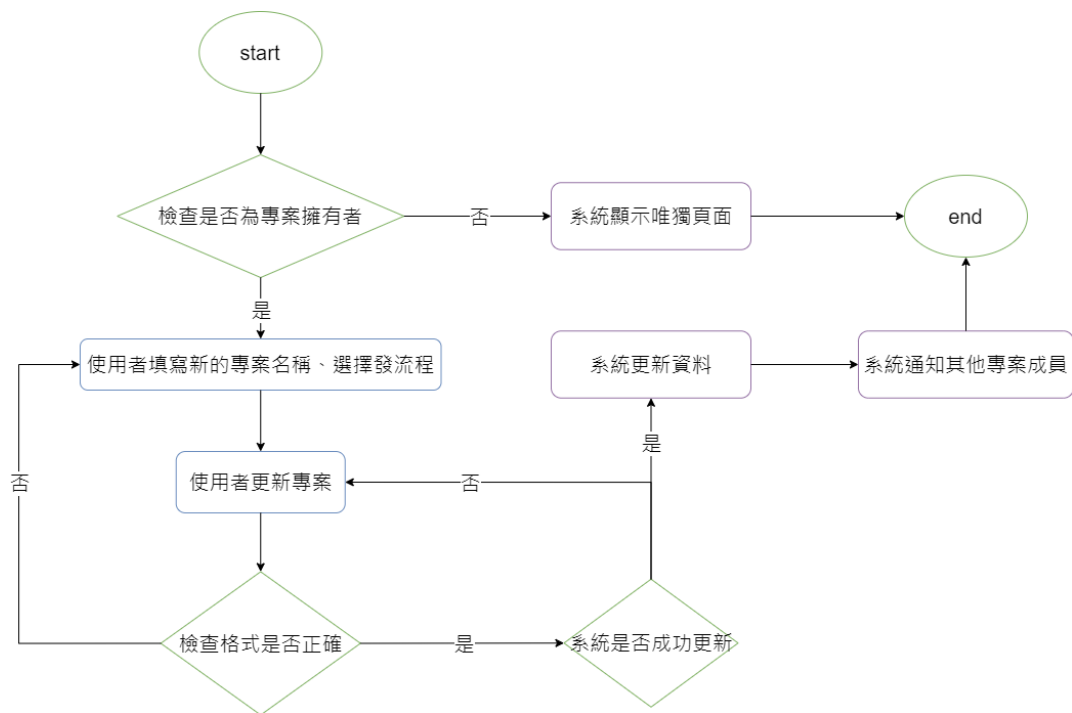 start
檢查是否為專案擁有者
否
系統顯示唯獨頁面
end
是
使用者填寫新的專案名稱、選擇發流程
系統更新資料
系統通知其他專案成員
是
否
使用者更新專案
否
檢查格式是否正確
是
系統是否成功更新